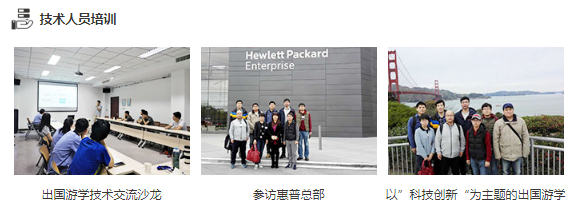 技术人员培训
Hewlett Packard
Enterprise
出国游学技术交流沙龙
参访惠普总部
以”科技创新“为主题的出国游学